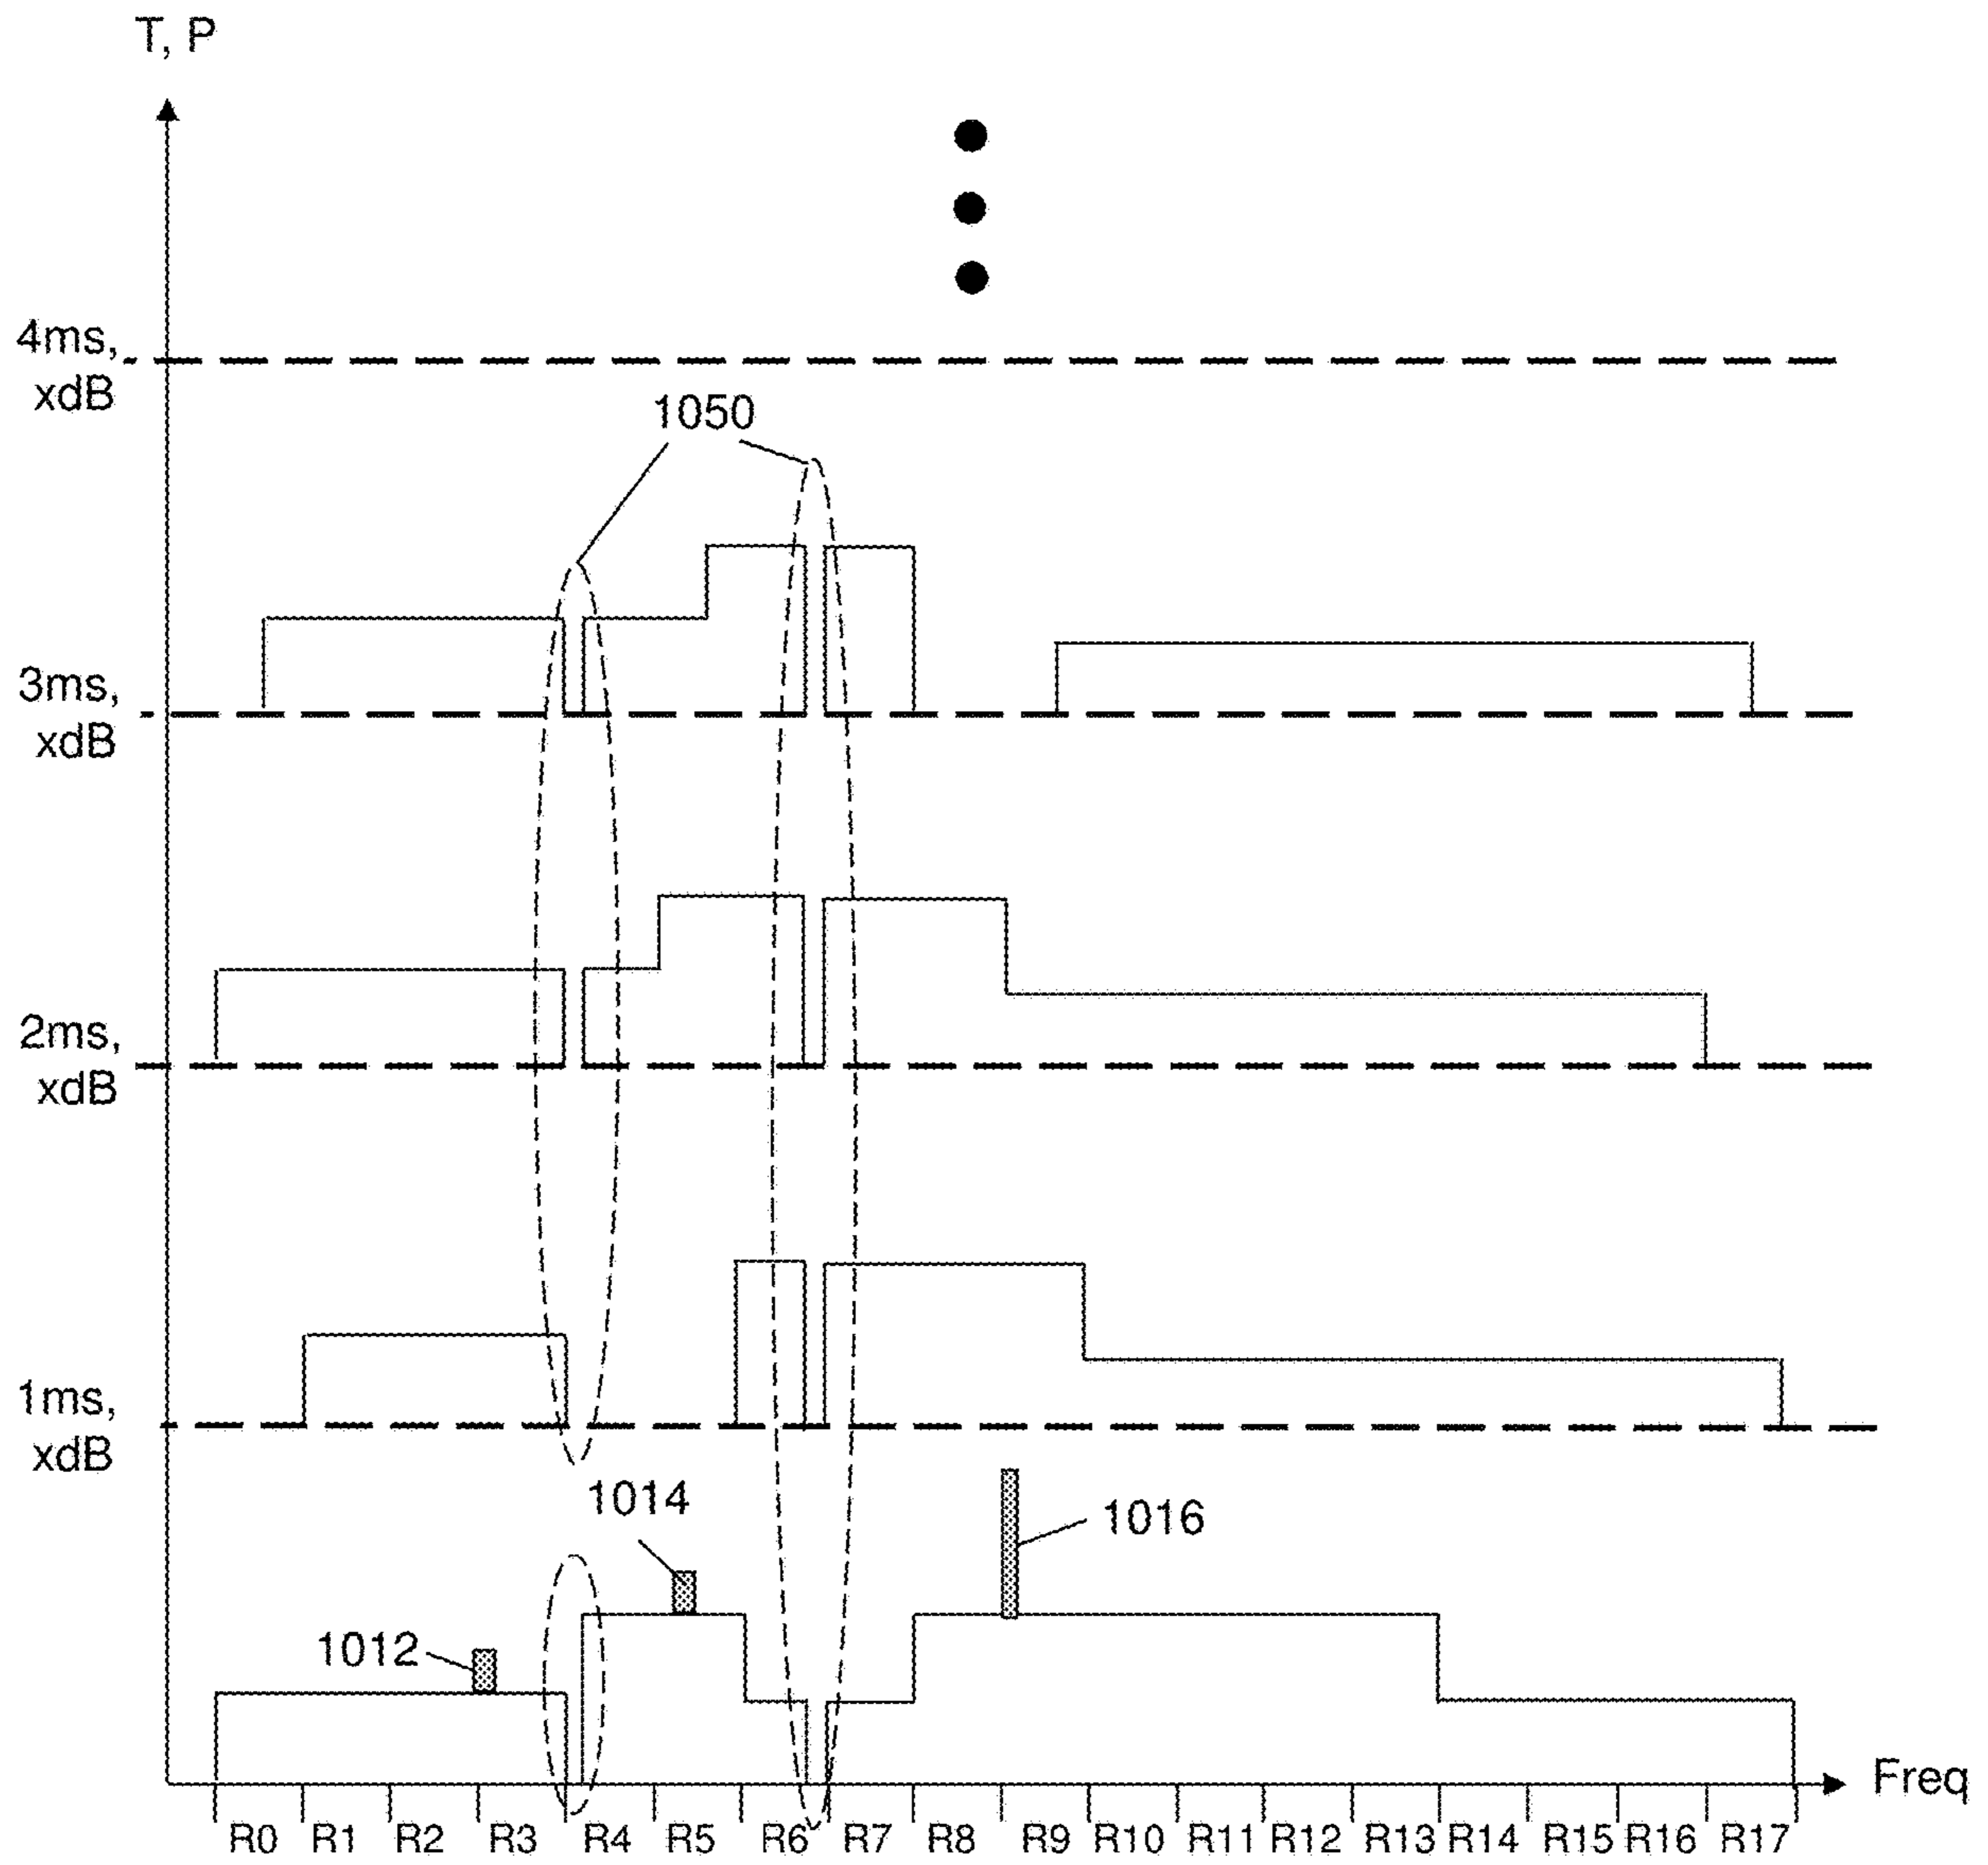 T, P
4ms,
xdB
1050
3ms,
xdB
2ms,
xdB
1ms,
xdB
1014
1016
1012
Freq
R0 R1 R2 R3 R4 R5 R6 R7 R8 R9 R10 R11 R12 R13 R14 R15 R16 R17